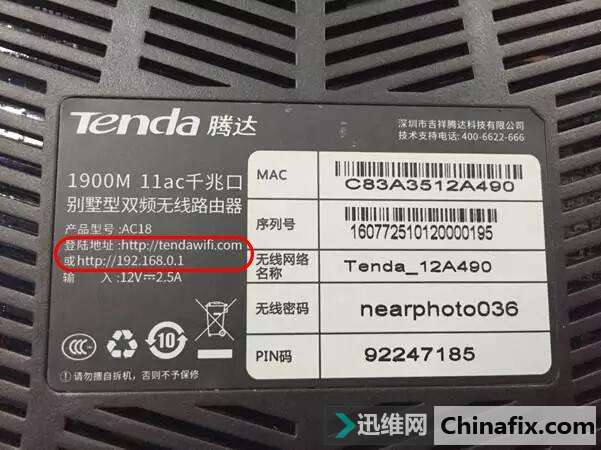 Tenda 腾达
深圳市吉祥腾达科技有限公司
技术支持电话: 400-6622-666
1900M 11ac千兆口
别墅型双频无线路由器
产品型号:AC18
登陆地址:http://tendawifi.com
或http://192.168.0.1
输 入:12V⎓2.5A
MAC
C83A3512A490
序列号
160772510120000195
无线网络名称
Tenda_12A490
无线密码
nearphoto036
PIN码
92247185
CCC
10
! 请勿擅自拆机，否则不予保修
迅维网
Chinafix.com